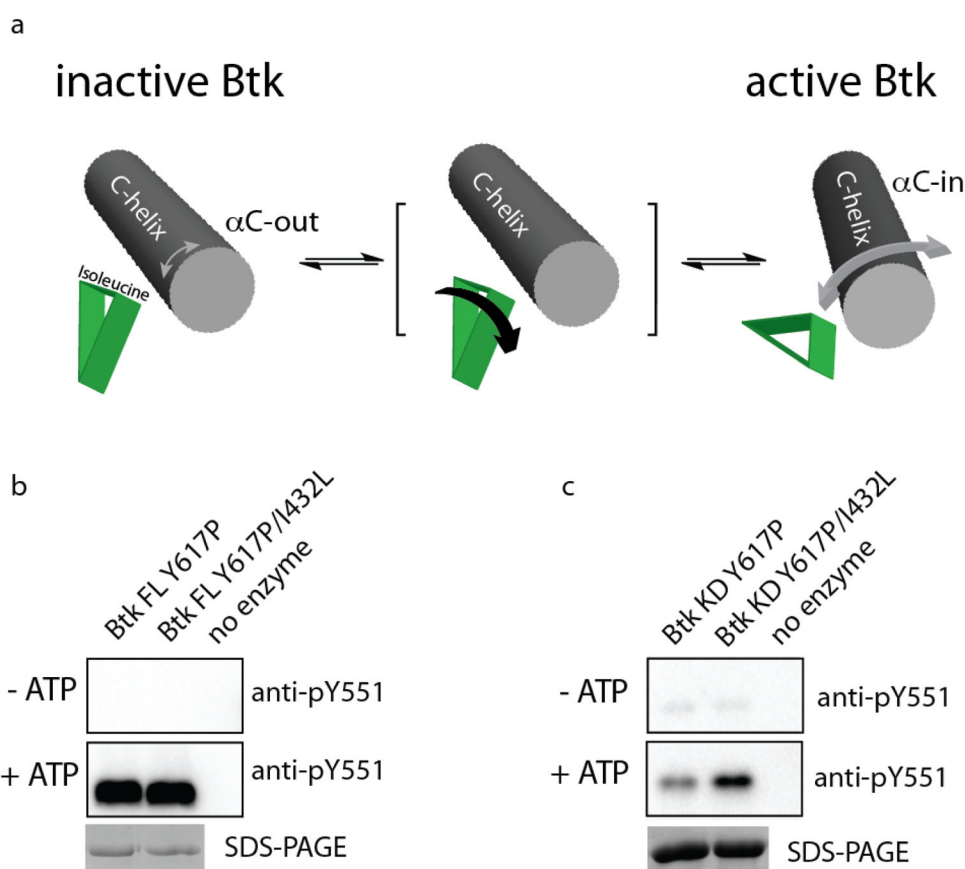 a
inactive Btk
active Btk
C-helix
αC-out
Isoleucine
C-helix
C-helix
αC-in
b
Btk FL Y617P
Btk FL Y617P/I432L
no enzyme
- ATP
anti-pY551
+ ATP
anti-pY551
SDS-PAGE
c
Btk KD Y617P
Btk KD Y617P/I432L
no enzyme
- ATP
anti-pY551
+ ATP
anti-pY551
SDS-PAGE